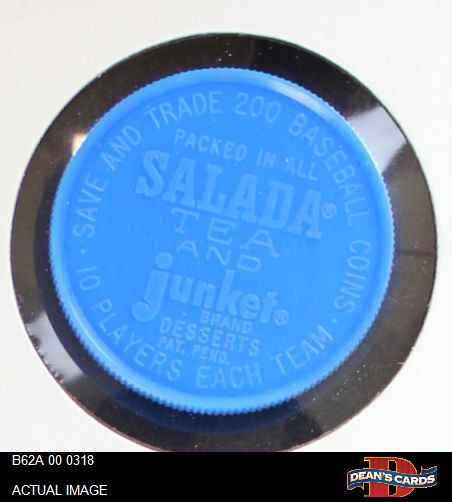 SAVE AND TRADE 200 BASEBALL COINS ·
10 PLAYERS EACH TEAM ·
PACKED IN ALL
SALADA®
TEA
AND
junket®
BRAND
DESSERTS
PAT. PEND.
B62A 00 0318
ACTUAL IMAGE
D
DEAN'S CARDS